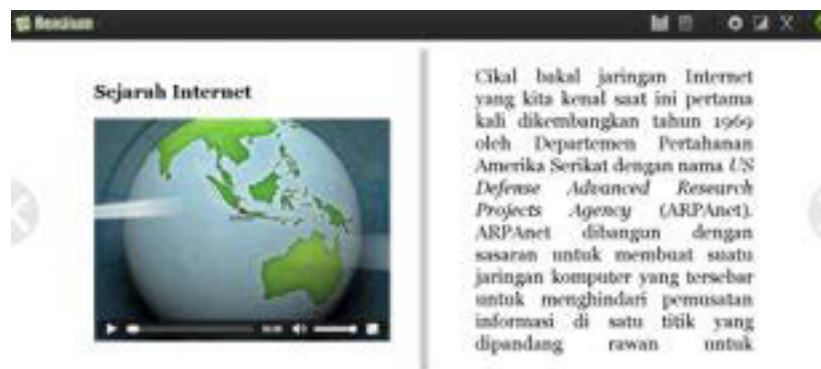 Readium
Sejarah Internet
Cikal bakal jaringan Internet
yang kita kenal saat ini pertama
kali dikembangkan tahun 1969
oleh Departemen Pertahanan
Amerika Serikat dengan nama US
Defense Advanced Research
Projects Agency (ARPAnet).
ARPAnet dibangun dengan
sasaran untuk membuat suatu
jaringan komputer yang tersebar
untuk menghindari pemusatan
informasi di satu titik yang
dipandang rawan untuk